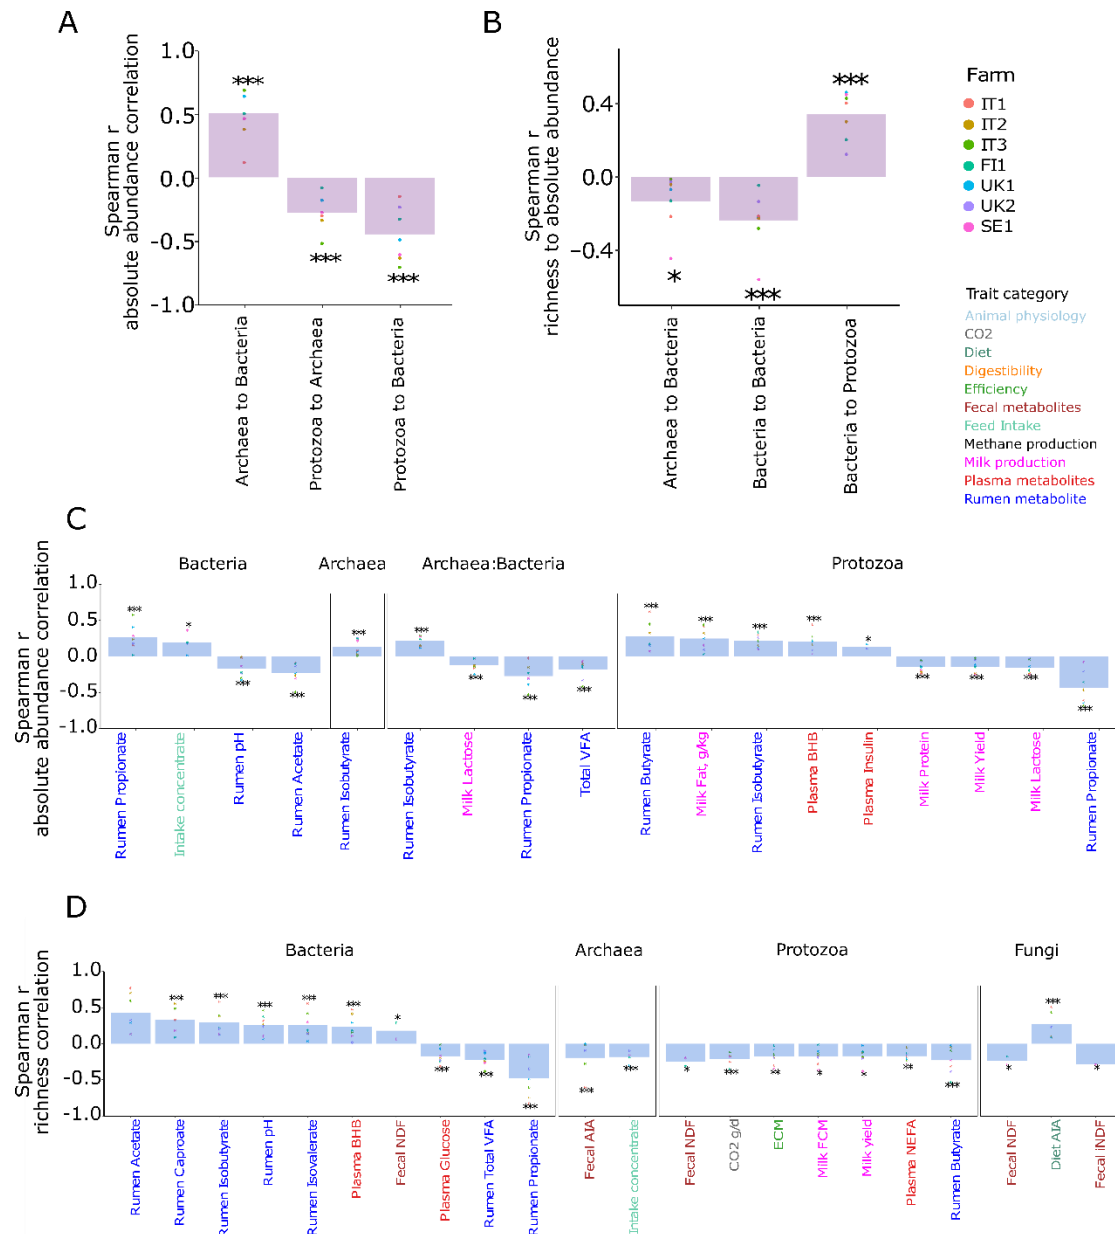 A
Spearman r
absolute abundance correlation
1.0
0.5
0.0
-0.5
-1.0
***
***
***
Archaea to Bacteria
Protozoa to Archaea
Protozoa to Bacteria
B
Spearman r
richness to absolute abundance
0.4
0.0
-0.4
*
***
***
Archaea to Bacteria
Bacteria to Bacteria
Bacteria to Protozoa
Farm
IT1
IT2
IT3
FI1
UK1
UK2
SE1
Trait category
Animal physiology
CO2
Diet
Digestibility
Efficiency
Fecal metabolites
Feed Intake
Methane production
Milk production
Plasma metabolites
Rumen metabolite
C
Spearman r
absolute abundance correlation
1.0
0.5
0.0
-0.5
-1.0
Bacteria
Archaea
Archaea:Bacteria
Protozoa
***
*
***
***
***
***
***
***
***
***
***
***
***
*
***
***
***
***
Rumen Propionate
Intake concentrate
Rumen pH
Rumen Acetate
Rumen Isobutyrate
Rumen Isobutyrate
Milk Lactose
Rumen Propionate
Total VFA
Rumen Butyrate
Milk Fat, g/kg
Rumen Isobutyrate
Plasma BHB
Plasma Insulin
Milk Protein
Milk Yield
Milk Lactose
Rumen Propionate
D
Spearman r
richness correlation
1.0
0.5
0.0
-0.5
-1.0
Bacteria
Archaea
Protozoa
Fungi
***
***
***
***
***
*
***
***
***
***
***
*
***
**
*
*
**
***
*
***
*
Rumen Acetate
Rumen Caproate
Rumen Isobutyrate
Rumen pH
Rumen Isovalerate
Plasma BHB
Fecal NDF
Plasma Glucose
Rumen Total VFA
Rumen Propionate
Fecal AIA
Intake concentrate
Fecal NDF
CO2 g/d
ECM
Milk FCM
Milk yield
Plasma NEFA
Rumen Butyrate
Fecal NDF
Diet AIA
Fecal iNDF